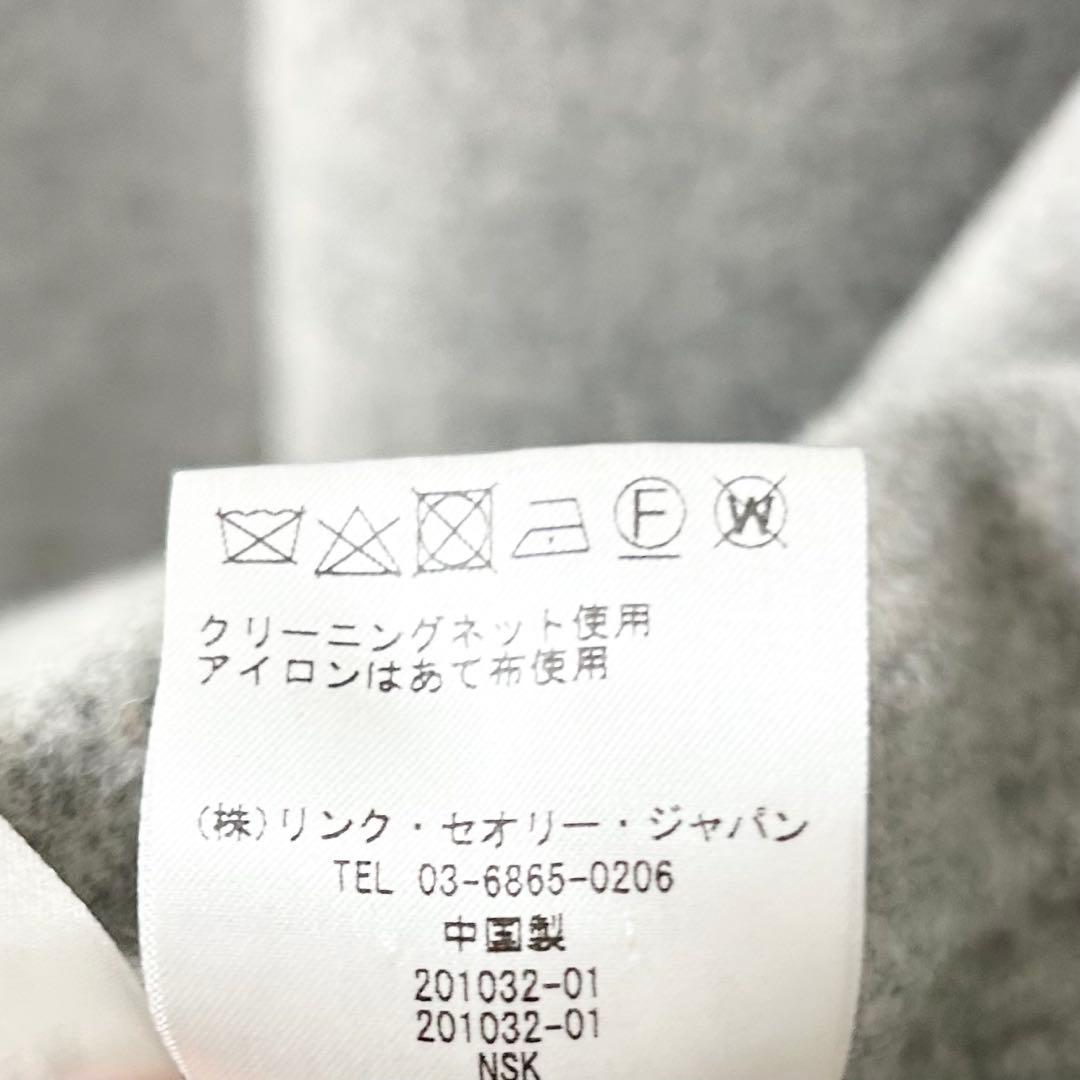 F W
クリーニングネット使用
アイロンはあて布使用
(株)リンク・セオリー・ジャパン
TEL 03-6865-0206
中国製
201032-01
201032-01
NSK